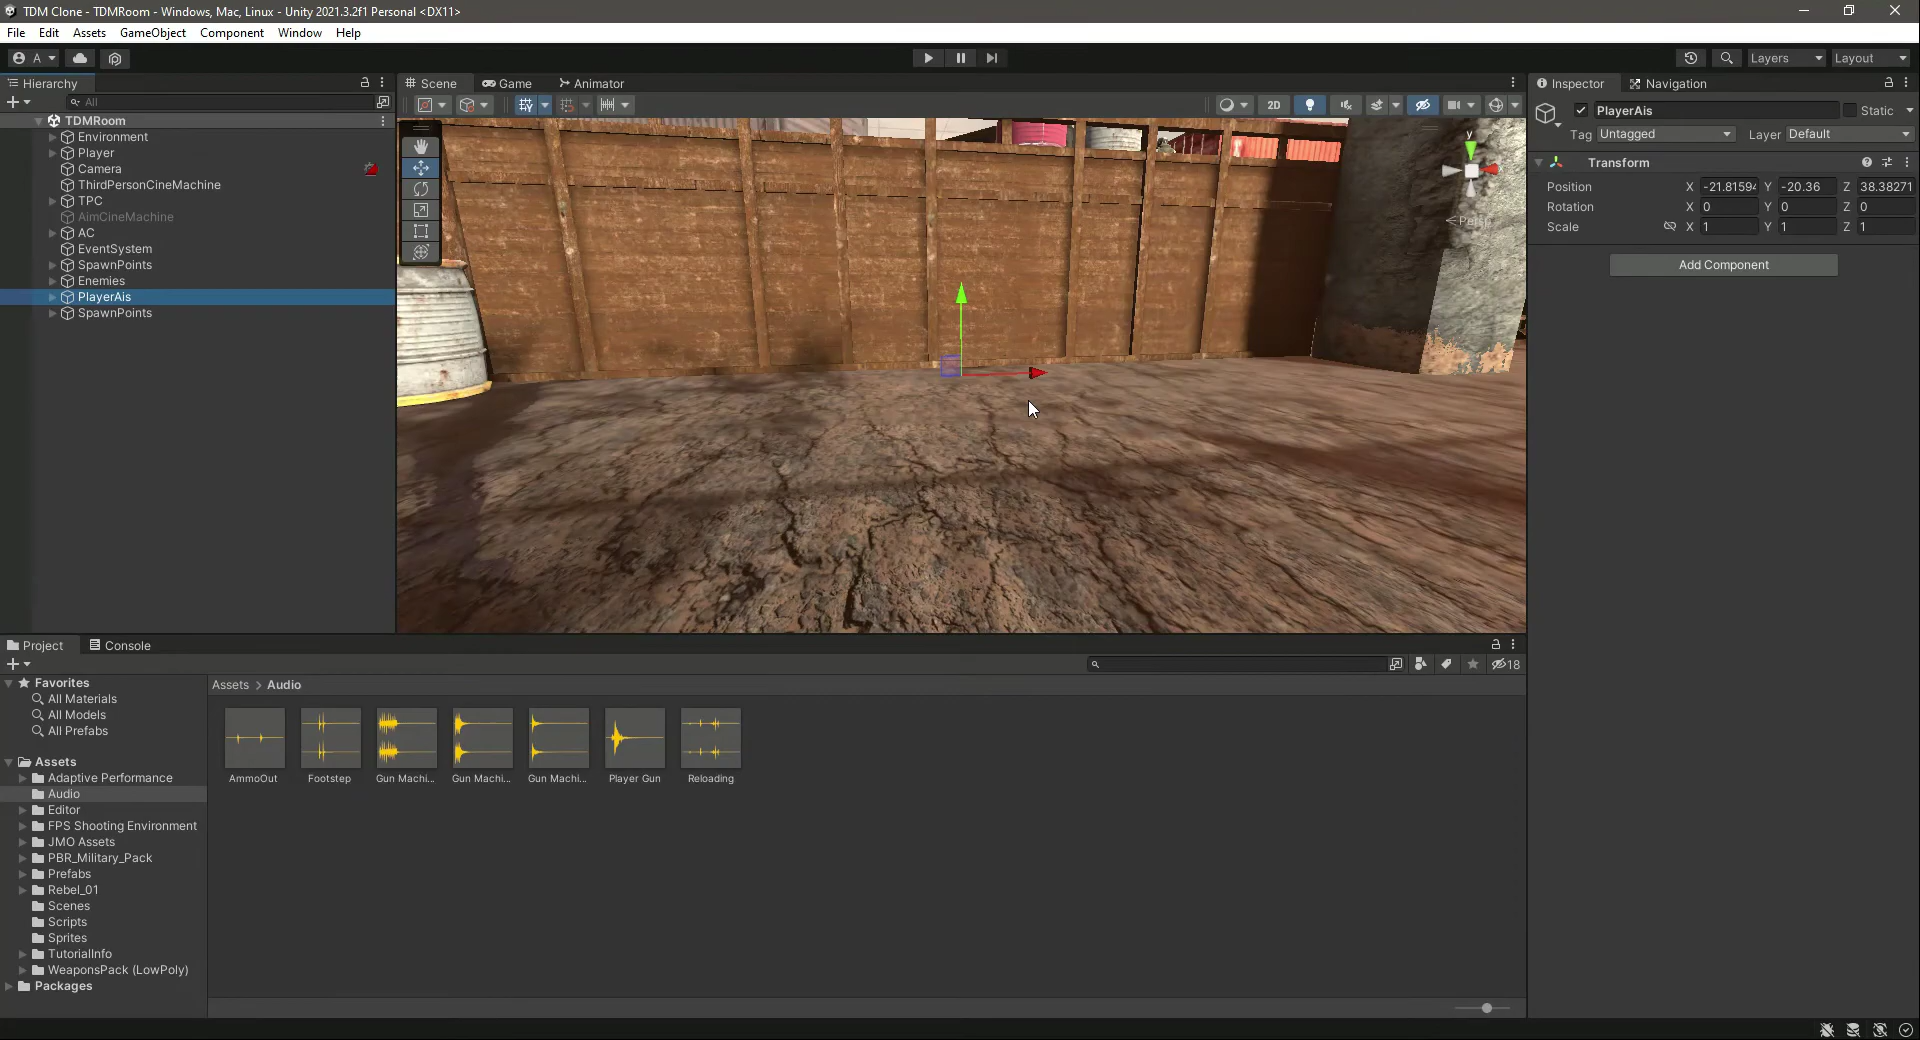 TDM Clone - TDMRoom - Windows, Mac, Linux - Unity 2021.3.2f1 Personal <DX11>
File Edit Assets GameObject Component Window Help
A Layers Layout
Hierarchy
All
TDMRoom
Environment
Player
Camera
ThirdPersonCineMachine
TPC
AimCineMachine
AC
EventSystem
SpawnPoints
Enemies
PlayerAis
SpawnPoints
Scene Game Animator
2D
y
Persp
Inspector Navigation
PlayerAis Static
Tag Untagged Layer Default
Transform
Position X -21.8159 Y -20.36 Z 38.38271
Rotation X 0 Y 0 Z 0
Scale X 1 Y 1 Z 1
Add Component
Project Console
18
Favorites
All Materials
All Models
All Prefabs
Assets
Adaptive Performance
Audio
Editor
FPS Shooting Environment
JMO Assets
PBR_Military_Pack
Prefabs
Rebel_01
Scenes
Scripts
Sprites
TutorialInfo
WeaponsPack (LowPoly)
Packages
Assets > Audio
AmmoOut Footstep Gun Machi... Gun Machi... Gun Machi... Player Gun Reloading